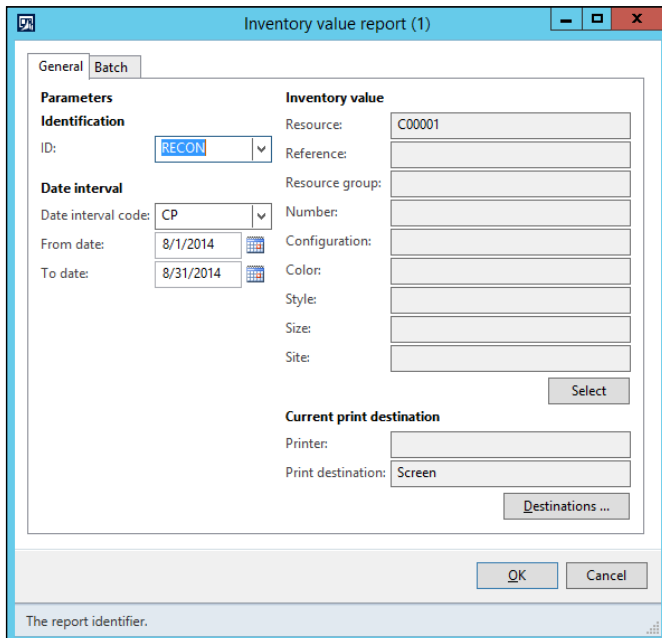 Inventory value report (1)
General
Batch
Parameters
Identification
ID: RECON
Date interval
Date interval code: CP
From date: 8/1/2014
To date: 8/31/2014
Inventory value
Resource: C00001
Reference:
Resource group:
Number:
Configuration:
Color:
Style:
Size:
Site:
Select
Current print destination
Printer:
Print destination: Screen
Destinations ...
OK
Cancel
The report identifier.